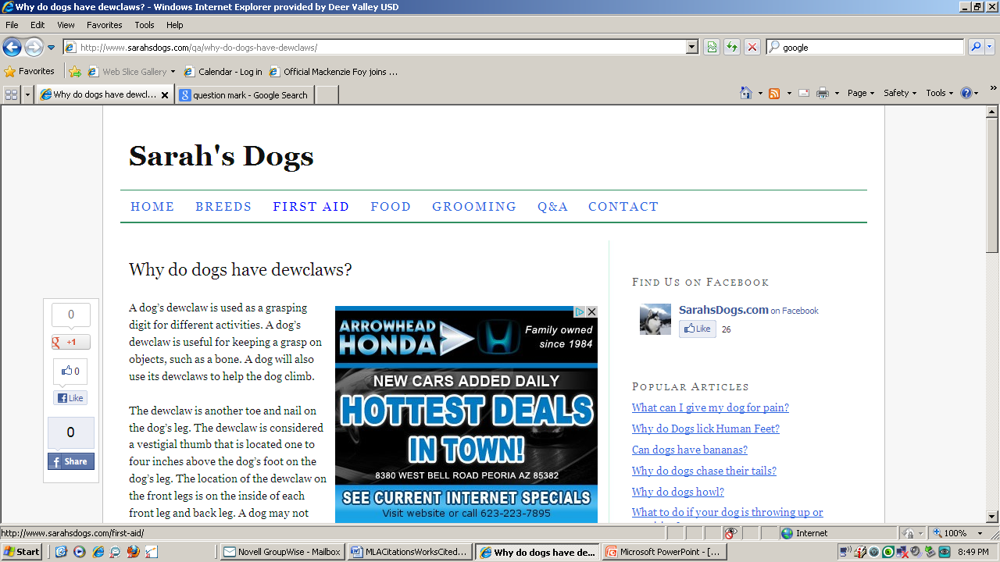 Why do dogs have dewclaws? - Windows Internet Explorer provided by Deer Valley USD
File Edit View Favorites Tools Help
http://www.sarahsdogs.com/qa/why-do-dogs-have-dewclaws/
google
Favorites Web Slice Gallery Calendar - Log in Official Mackenzie Foy joins ...
Why do dogs have dewcl... question mark - Google Search
Page Safety Tools
Sarah's Dogs
HOME BREEDS FIRST AID FOOD GROOMING Q&A CONTACT
Why do dogs have dewclaws?
A dog's dewclaw is used as a grasping
digit for different activities. A dog's
dewclaw is useful for keeping a grasp on
objects, such as a bone. A dog will also
use its dewclaws to help the dog climb.
The dewclaw is another toe and nail on
the dog's leg. The dewclaw is considered
a vestigial thumb that is located one to
four inches above the dog's foot on the
dog's leg. The location of the dewclaw on
the front legs is on the inside of each
front leg and back leg. A dog may not
0
+1
0
Like
0
Share
ARROWHEAD
HONDA
Family owned
since 1984
NEW CARS ADDED DAILY
HOTTEST DEALS
IN TOWN!
8380 WEST BELL ROAD PEORIA AZ 85382
SEE CURRENT INTERNET SPECIALS
Visit website or call 623-223-7895
FIND US ON FACEBOOK
SarahsDogs.com on Facebook
Like 26
POPULAR ARTICLES
What can I give my dog for pain?
Why do Dogs lick Human Feet?
Can dogs have bananas?
Why do dogs chase their tails?
Why do dogs howl?
What to do if your dog is throwing up or
http://www.sarahsdogs.com/first-aid/
Internet
100%
Start
Novell GroupWise - Mailbox
MLACitationsWorksCited...
Why do dogs have de...
Microsoft PowerPoint - [...
8:49 PM